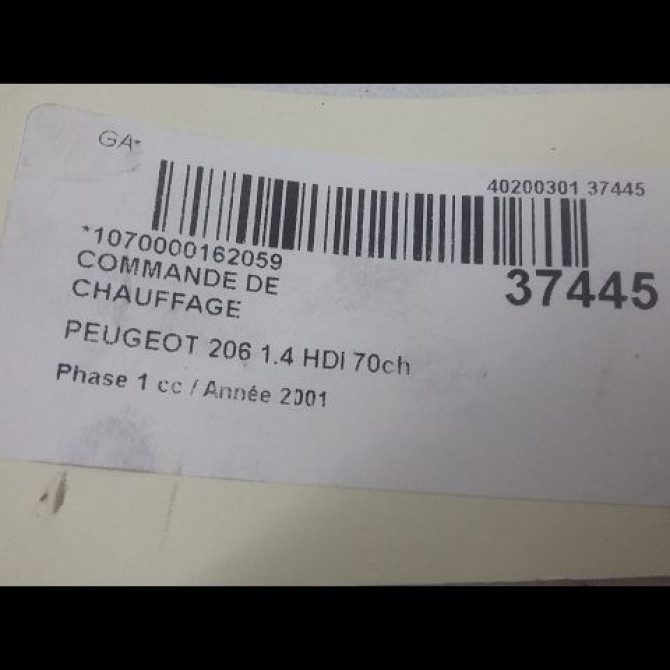 GA*
40200301 37445
*1070000162059
37445
COMMANDE DE
CHAUFFAGE
PEUGEOT 206 1.4 HDI 70ch
Phase 1 cc / Année 2001